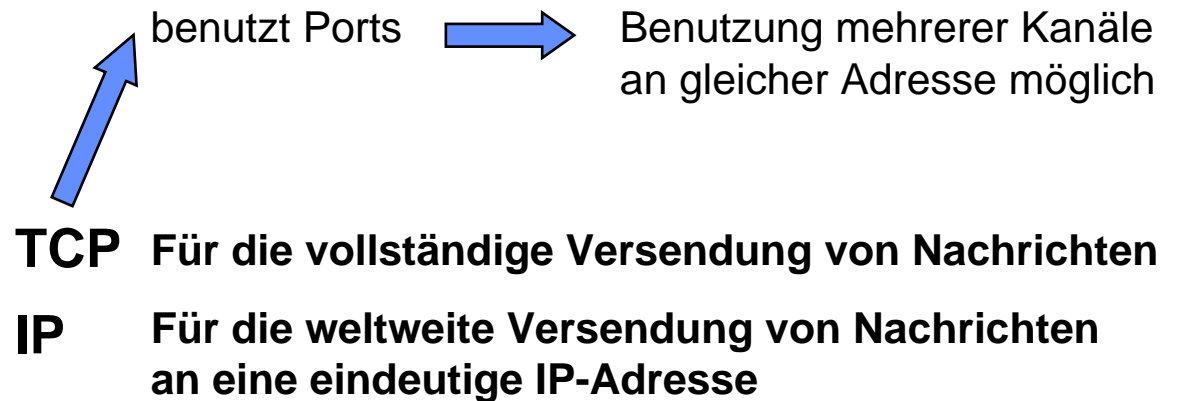 benutzt Ports
Benutzung mehrerer Kanäle
an gleicher Adresse möglich
TCP Für die vollständige Versendung von Nachrichten
IP Für die weltweite Versendung von Nachrichten
an eine eindeutige IP-Adresse